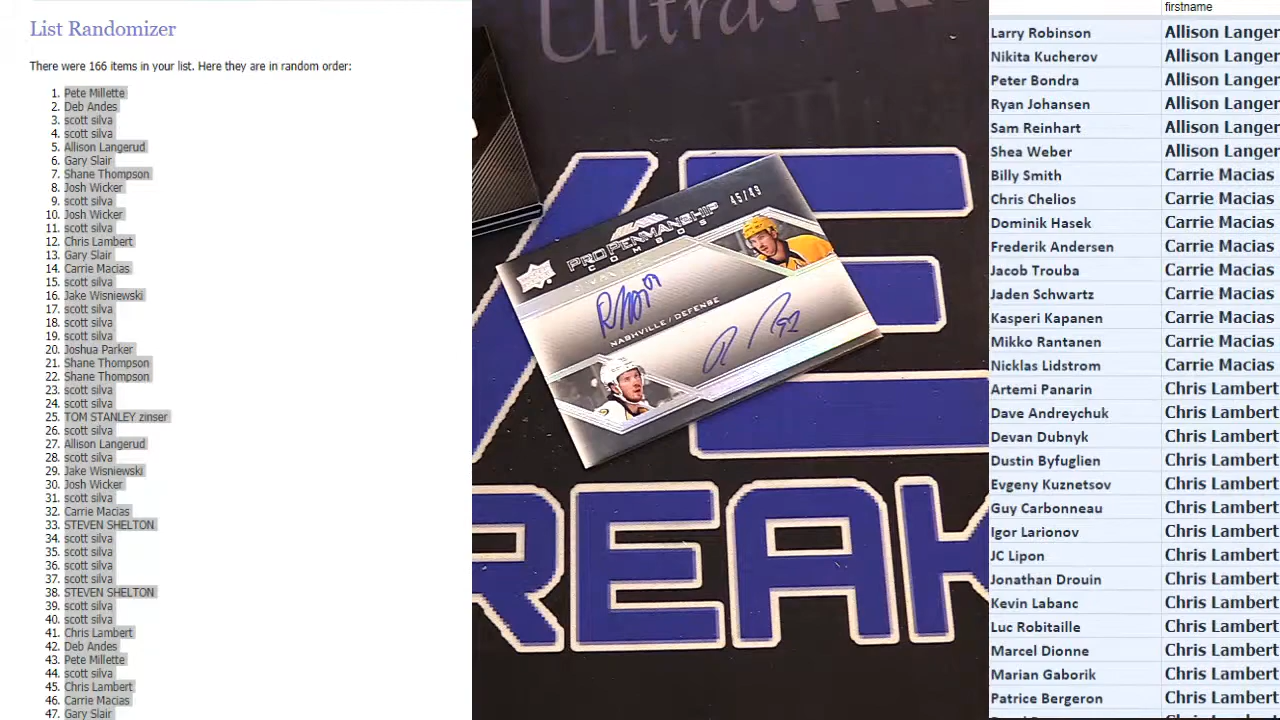 List Randomizer
There were 166 items in your list. Here they are in random order:
1. Pete Millette
2. Deb Andes
3. scott silva
4. scott silva
5. Allison Langerud
6. Gary Slair
7. Shane Thompson
8. Josh Wicker
9. scott silva
10. Josh Wicker
11. scott silva
12. Chris Lambert
13. Gary Slair
14. Carrie Macias
15. scott silva
16. Jake Wisniewski
17. scott silva
18. scott silva
19. scott silva
20. Joshua Parker
21. Shane Thompson
22. Shane Thompson
23. scott silva
24. scott silva
25. TOM STANLEY zinser
26. scott silva
27. Allison Langerud
28. scott silva
29. Jake Wisniewski
30. Josh Wicker
31. scott silva
32. Carrie Macias
33. STEVEN SHELTON
34. scott silva
35. scott silva
36. scott silva
37. scott silva
38. STEVEN SHELTON
39. scott silva
40. scott silva
41. Chris Lambert
42. Deb Andes
43. Pete Millette
44. scott silva
45. Chris Lambert
46. Carrie Macias
47. Gary Slair
Ultra
45/49
PRO PENMANSHIP
COMBOS
NASHVILLE / DEFENSE
REAK
firstname
Larry Robinson Allison Langer
Nikita Kucherov Allison Langer
Peter Bondra Allison Langer
Ryan Johansen Allison Langer
Sam Reinhart Allison Langer
Shea Weber Allison Langer
Billy Smith Carrie Macias
Chris Chelios Carrie Macias
Dominik Hasek Carrie Macias
Frederik Andersen Carrie Macias
Jacob Trouba Carrie Macias
Jaden Schwartz Carrie Macias
Kasperi Kapanen Carrie Macias
Mikko Rantanen Carrie Macias
Nicklas Lidstrom Carrie Macias
Artemi Panarin Chris Lambert
Dave Andreychuk Chris Lambert
Devan Dubnyk Chris Lambert
Dustin Byfuglien Chris Lambert
Evgeny Kuznetsov Chris Lambert
Guy Carbonneau Chris Lambert
Igor Larionov Chris Lambert
JC Lipon Chris Lambert
Jonathan Drouin Chris Lambert
Kevin Labanc Chris Lambert
Luc Robitaille Chris Lambert
Marcel Dionne Chris Lambert
Marian Gaborik Chris Lambert
Patrice Bergeron Chris Lambert